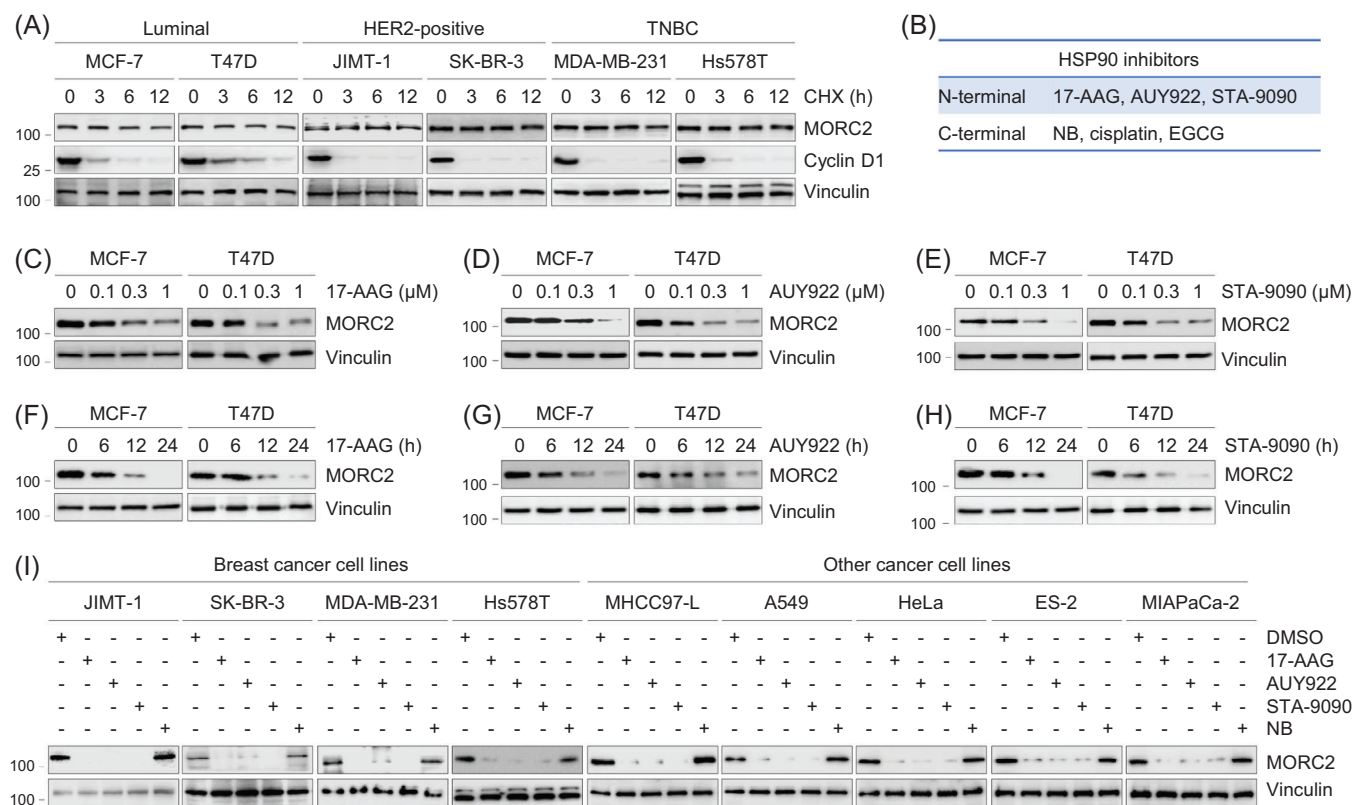 (A)
Luminal HER2-positive TNBC
MCF-7 T47D JIMT-1 SK-BR-3 MDA-MB-231 Hs578T
0 3 6 12 0 3 6 12 0 3 6 12 0 3 6 12 0 3 6 12 0 3 6 12 CHX (h)
100 MORC2
25 Cyclin D1
100 Vinculin
(B)
HSP90 inhibitors
N-terminal 17-AAG, AUY922, STA-9090
C-terminal NB, cisplatin, EGCG
(C)
MCF-7 T47D
0 0.1 0.3 1 0 0.1 0.3 1 17-AAG (µM)
100 MORC2
100 Vinculin
(D)
MCF-7 T47D
0 0.1 0.3 1 0 0.1 0.3 1 AUY922 (µM)
100 MORC2
100 Vinculin
(E)
MCF-7 T47D
0 0.1 0.3 1 0 0.1 0.3 1 STA-9090 (µM)
100 MORC2
100 Vinculin
(F)
MCF-7 T47D
0 6 12 24 0 6 12 24 17-AAG (h)
100 MORC2
100 Vinculin
(G)
MCF-7 T47D
0 6 12 24 0 6 12 24 AUY922 (h)
100 MORC2
100 Vinculin
(H)
MCF-7 T47D
0 6 12 24 0 6 12 24 STA-9090 (h)
100 MORC2
100 Vinculin
(I)
Breast cancer cell lines Other cancer cell lines
JIMT-1 SK-BR-3 MDA-MB-231 Hs578T MHCC97-L A549 HeLa ES-2 MIAPaCa-2
+ - - - - + - - - - + - - - - + - - - - + - - - - + - - - - + - - - - + - - - - + - - - - DMSO
- + - - - - + - - - - + - - - - + - - - - + - - - - + - - - - + - - - - + - - - - + - - - 17-AAG
- - + - - - - + - - - - + - - - - + - - - - + - - - - + - - - - + - - - - + - - - - + - - AUY922
- - - + - - - - + - - - - + - - - - + - - - - + - - - - + - - - - + - - - - + - - - - + - STA-9090
- - - - + - - - - + - - - - + - - - - + - - - - + - - - - + - - - - + - - - - + - - - - + NB
100 MORC2
100 Vinculin